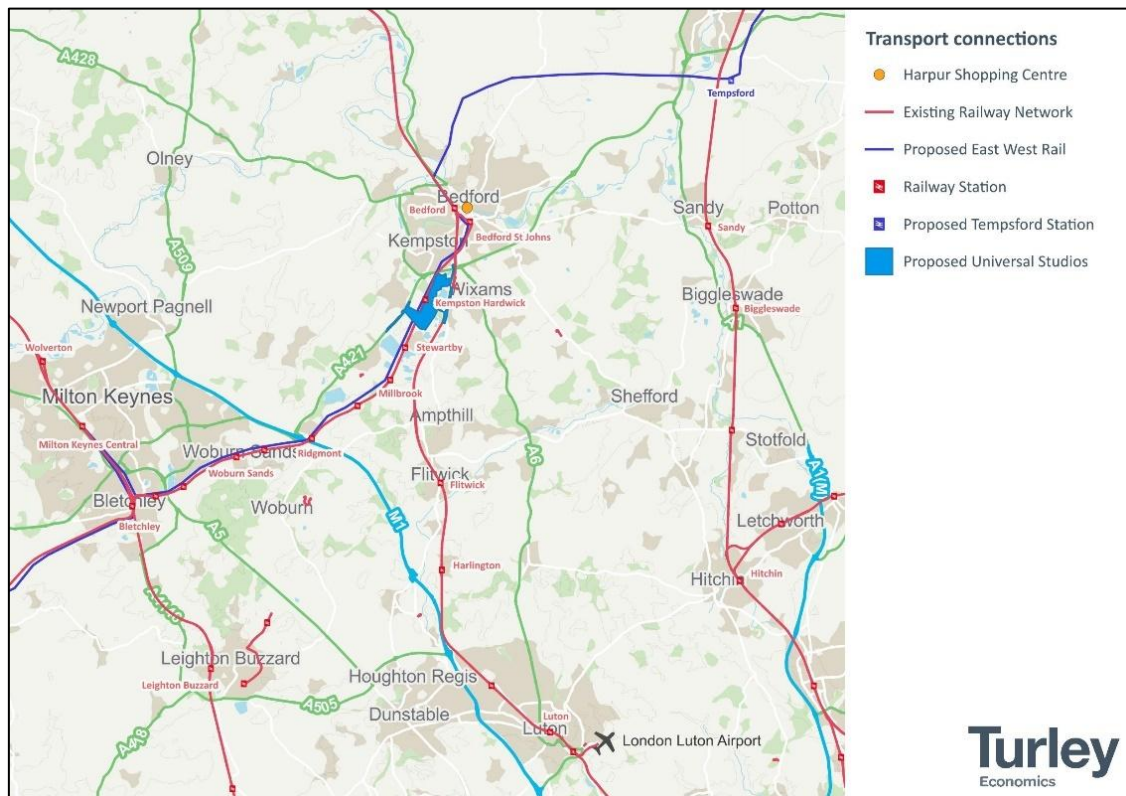 A428
Olney
A509
Newport Pagnell
Wolverton
Milton Keynes
Milton Keynes Central
Bletchley
Bletchley
Woburn Sands
Woburn Sands
Woburn
Ridgmont
A421
Millbrook
Stewartby
Kempston Hardwick
Wixams
Kempston
Bedford
Bedford
Bedford St Johns
Tempsford
Sandy
Sandy
Potton
Biggleswade
Biggleswade
A1
Shefford
Stotfold
A1(M)
Letchworth
Hitchin
Hitchin
Ampthill
Flitwick
Flitwick
A6
Harlington
M1
A5
Leighton Buzzard
Leighton Buzzard
A505
A418
Houghton Regis
Dunstable
Luton
Luton
London Luton Airport
Transport connections
Harpur Shopping Centre
Existing Railway Network
Proposed East West Rail
Railway Station
Proposed Tempsford Station
Proposed Universal Studios
Turley
Economics